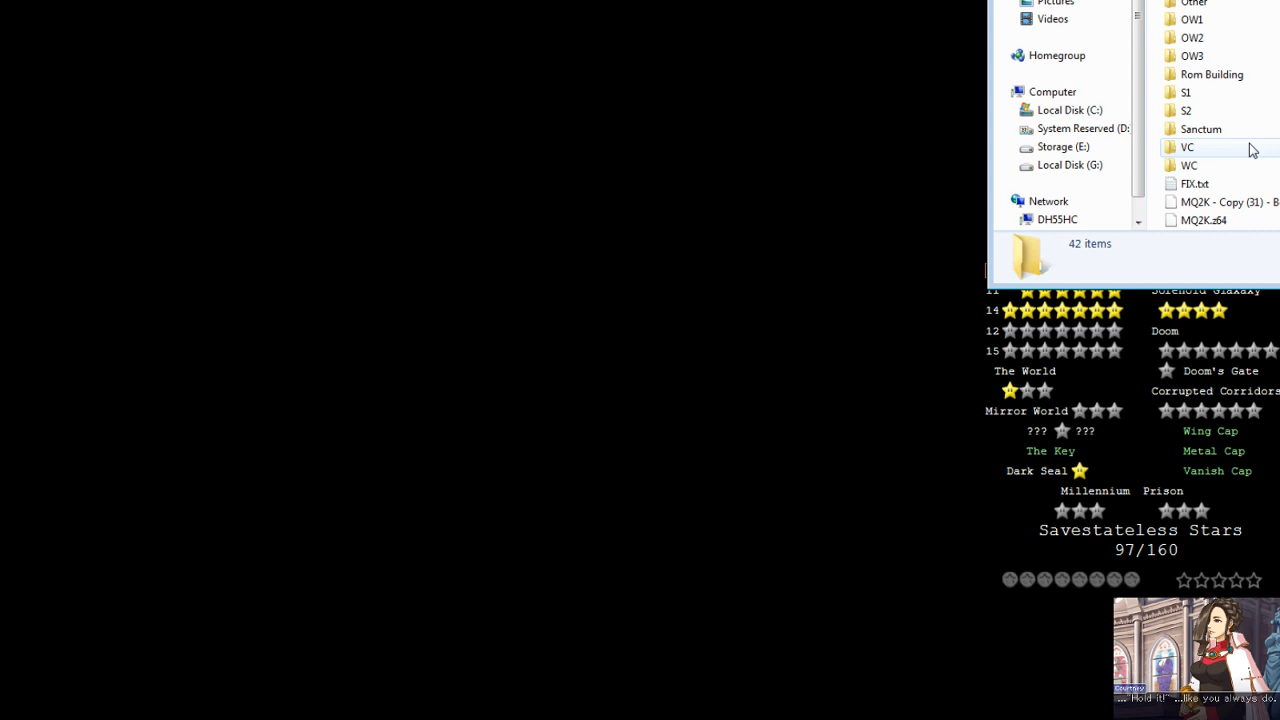 Pictures
Videos
Homegroup
Computer
Local Disk (C:)
System Reserved (D:
Storage (E:)
Local Disk (G:)
Network
DH55HC
Other
OW1
OW2
OW3
Rom Building
S1
S2
Sanctum
VC
WC
FIX.txt
MQ2K - Copy (31) - B
MQ2K.z64
42 items
11
14
12
15
The World
Mirror World
??? ???
The Key
Dark Seal
Doom
Doom's Gate
Corrupted Corridors
Wing Cap
Metal Cap
Vanish Cap
Millennium Prison
Savestateless Stars
97/160
Courtney
..."Hold it!" ...like you always do.